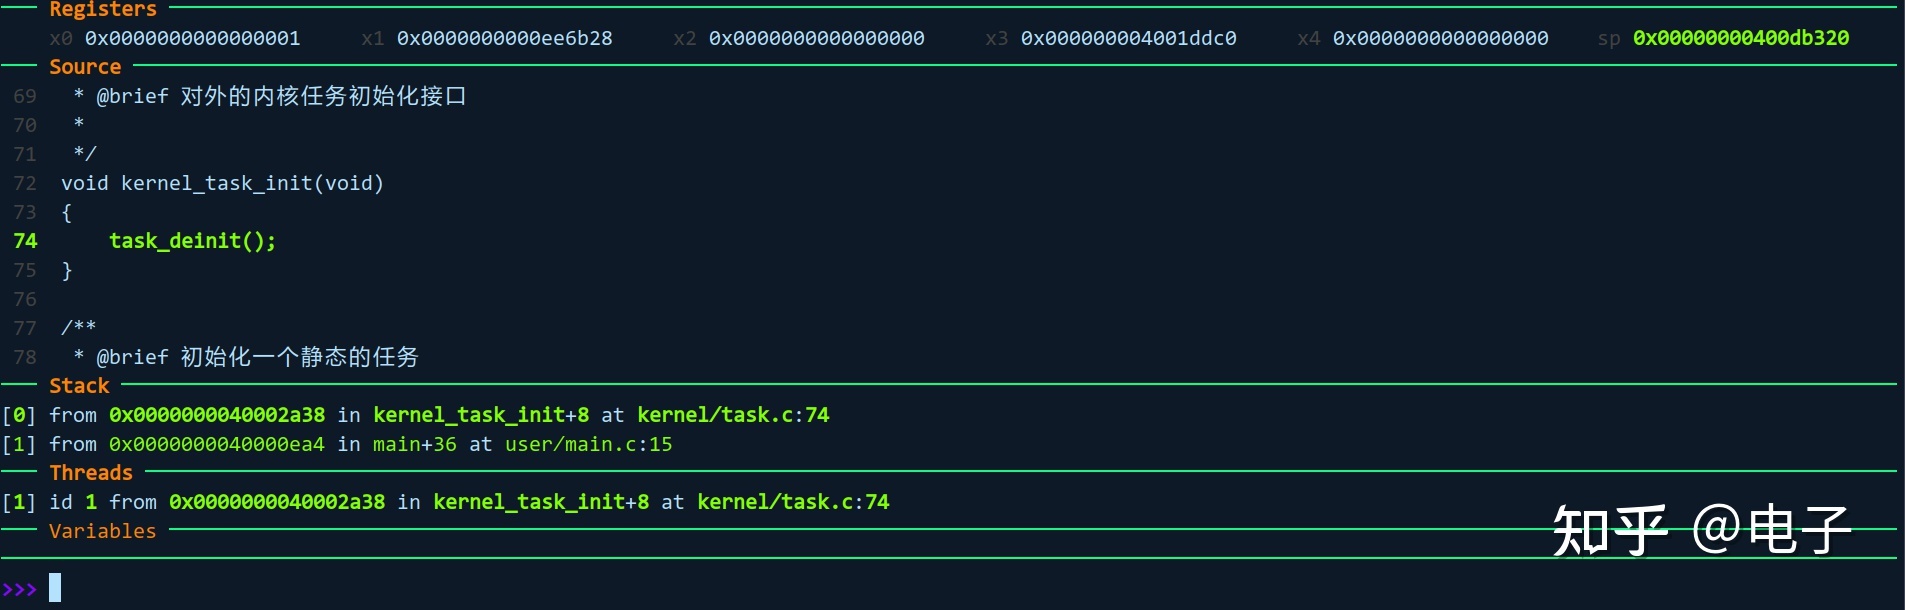 Registers
x0 0x0000000000000001 x1 0x0000000000ee6b28 x2 0x0000000000000000 x3 0x000000004001ddc0 x4 0x0000000000000000 sp 0x00000000400db320
Source
69 * @brief 对外的内核任务初始化接口
70 *
71 */
72 void kernel_task_init(void)
73 {
74 task_deinit();
75 }
76
77 /**
78 * @brief 初始化一个静态的任务
Stack
[0] from 0x0000000040002a38 in kernel_task_init+8 at kernel/task.c:74
[1] from 0x0000000040000ea4 in main+36 at user/main.c:15
Threads
[1] id 1 from 0x0000000040002a38 in kernel_task_init+8 at kernel/task.c:74
Variables
知乎 @电子
>>>